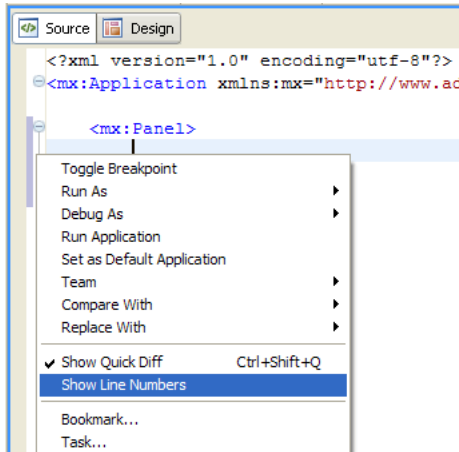 Source Design
<?xml version="1.0" encoding="utf-8"?>
<mx:Application xmlns:mx="http://www.ad
<mx:Panel>
Toggle Breakpoint
Run As
Debug As
Run Application
Set as Default Application
Team
Compare With
Replace With
Show Quick Diff Ctrl+Shift+Q
Show Line Numbers
Bookmark...
Task...